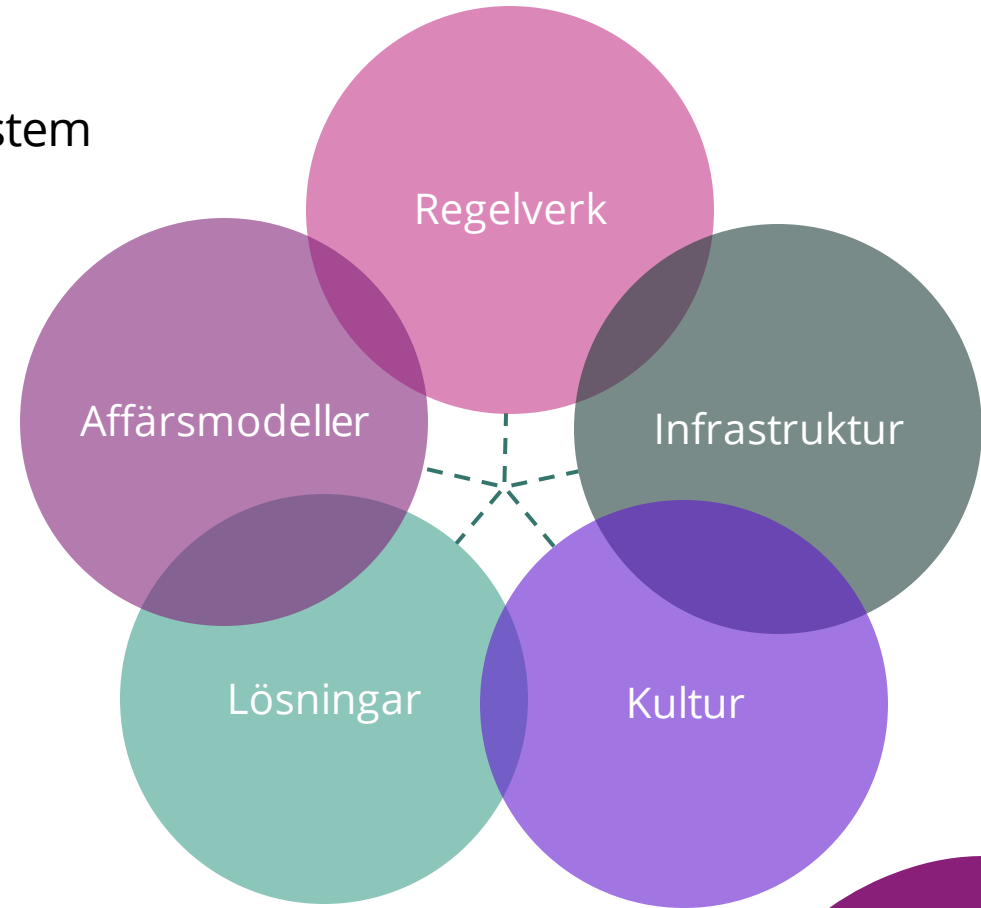 stem
Regelverk
Affärsmodeller
Infrastruktur
Lösningar
Kultur